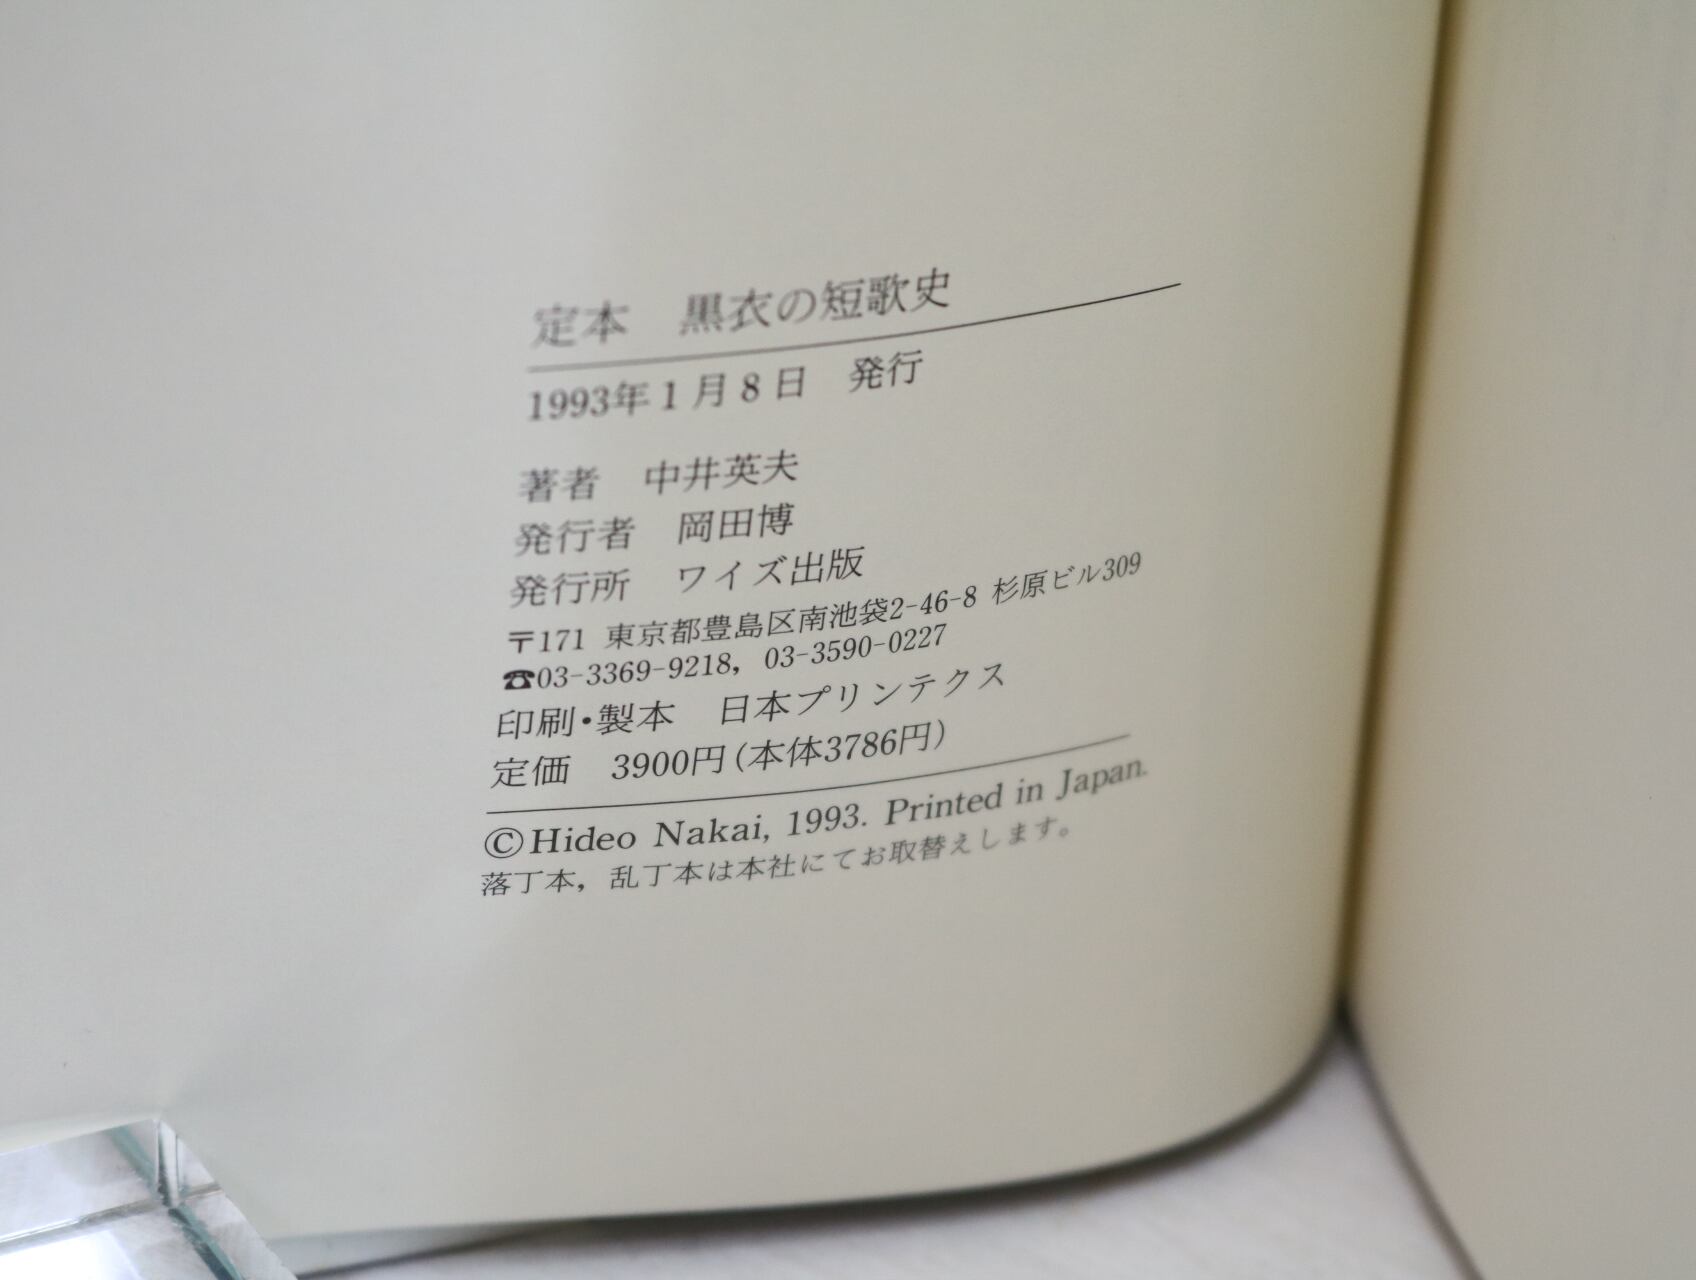 定本 黒衣の短歌史
1993年1月8日 発行
著者 中井英夫
発行者 岡田博
発行所 ワイズ出版
〒171 東京都豊島区南池袋2-46-8 杉原ビル309
☎03-3369-9218, 03-3590-0227
印刷・製本 日本プリンテクス
定価 3900円(本体3786円)
©Hideo Nakai, 1993. Printed in Japan.
落丁本, 乱丁本は本社にてお取替えします。